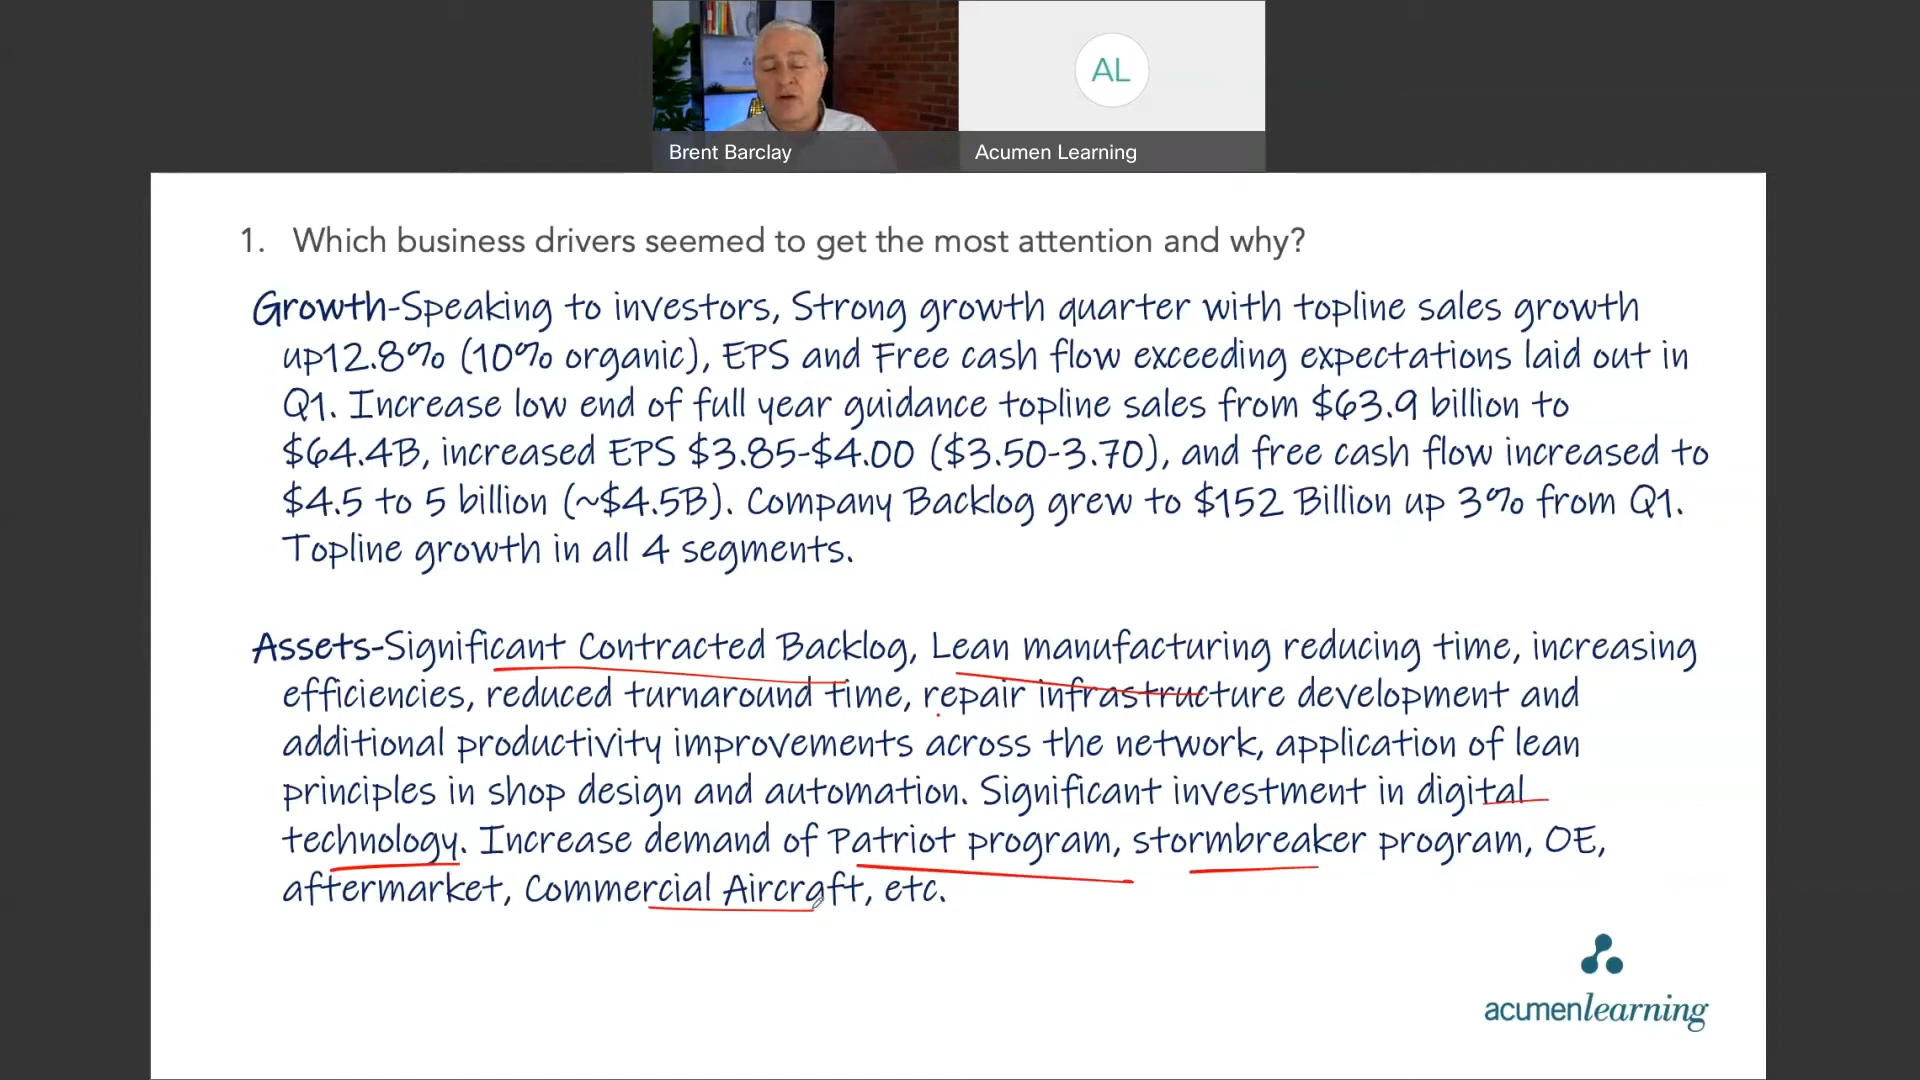 AL
Brent Barclay
Acumen Learning
1. Which business drivers seemed to get the most attention and why?
Growth-Speaking to investors, Strong growth quarter with topline sales growth
up12.8% (10% organic), EPS and Free cash flow exceeding expectations laid out in
Q1. Increase low end of full year guidance topline sales from $63.9 billion to
$64.4B, increased EPS $3.85-$4.00 ($3.50-3.70), and free cash flow increased to
$4.5 to 5 billion (~$4.5B). Company Backlog grew to $152 Billion up 3% from Q1.
Topline growth in all 4 segments.
Assets-Significant Contracted Backlog, Lean manufacturing reducing time, increasing
efficiencies, reduced turnaround time, repair infrastructure development and
additional productivity improvements across the network, application of lean
principles in shop design and automation. Significant investment in digital
technology. Increase demand of Patriot program, stormbreaker program, OE,
aftermarket, Commercial Aircraft, etc.
acumenlearning